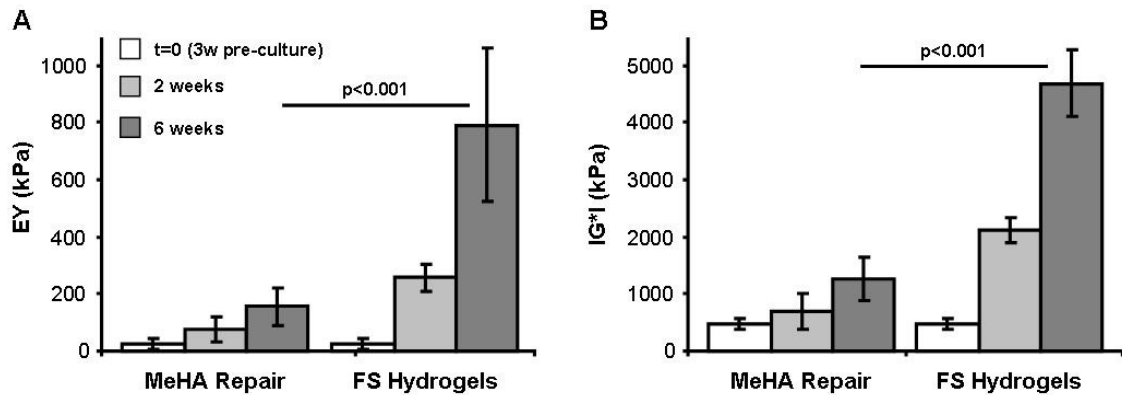 A
t=0 (3w pre-culture)
2 weeks
6 weeks
p<0.001
EY (kPa)
1000
800
600
400
200
0
MeHA Repair
FS Hydrogels
B
p<0.001
IG*I (kPa)
5000
4000
3000
2000
1000
0
MeHA Repair
FS Hydrogels